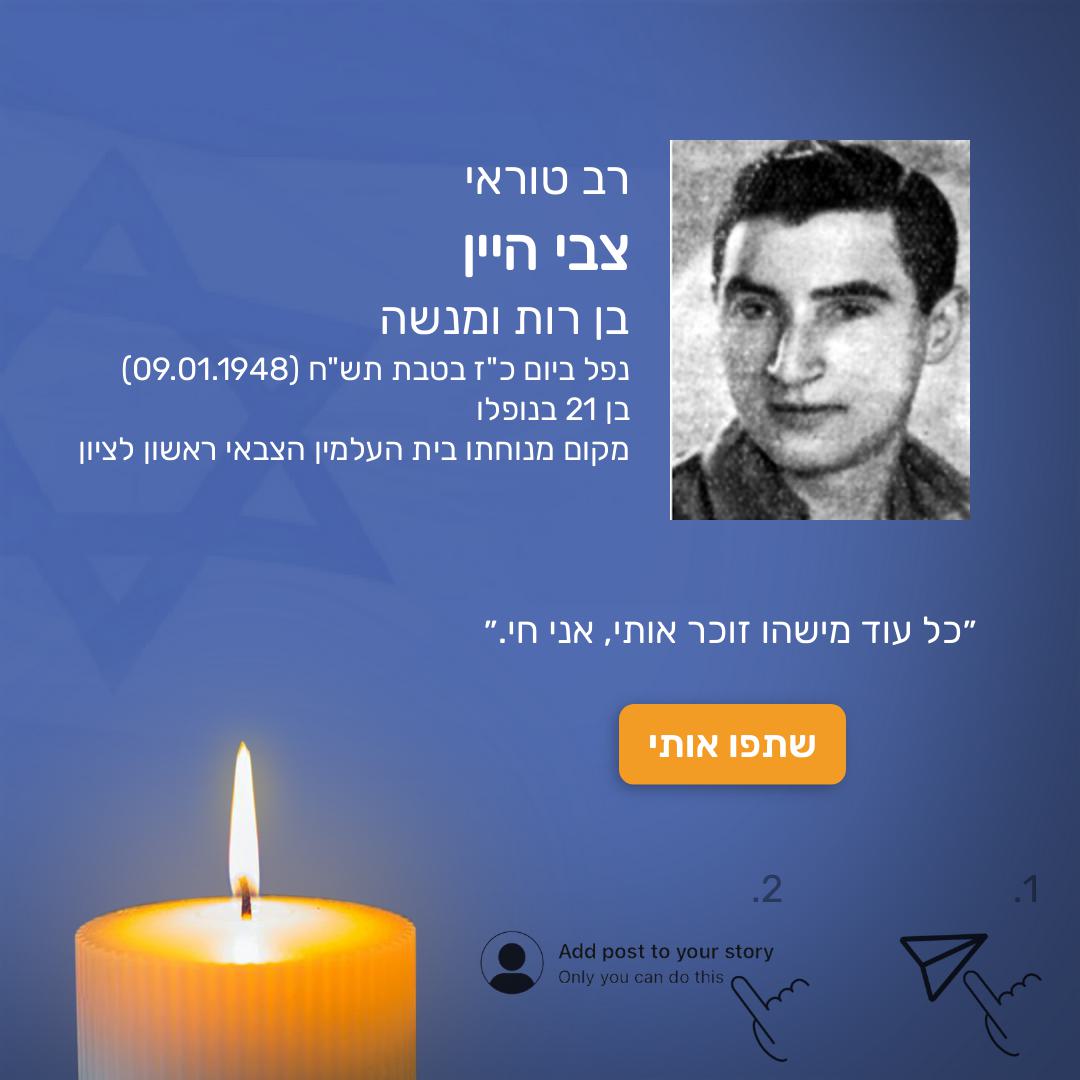 רב טוראי
צבי היין
בן רות ומנשה
נפל ביום כ"ז בטבת תש"ח (09.01.1948)
בן 21 בנופלו
מקום מנוחתו בית העלמין הצבאי ראשון לציון
״כל עוד מישהו זוכר אותי, אני חי.״
שתפו אותי
1.
2.
Add post to your story
Only you can do this